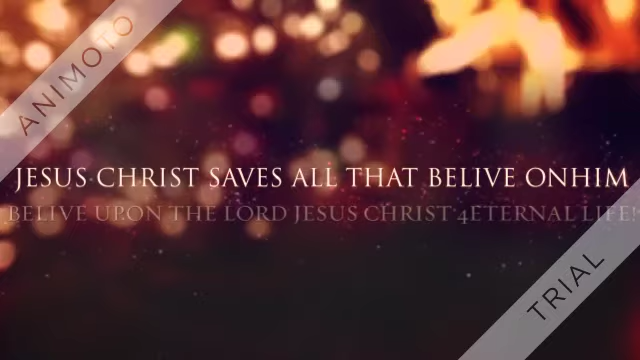 ANIMOTO
JESUS CHRIST SAVES ALL THAT BELIVE ONHIM
BELIVE UPON THE LORD JESUS CHRIST 4ETERNAL LIFE!
TRIAL